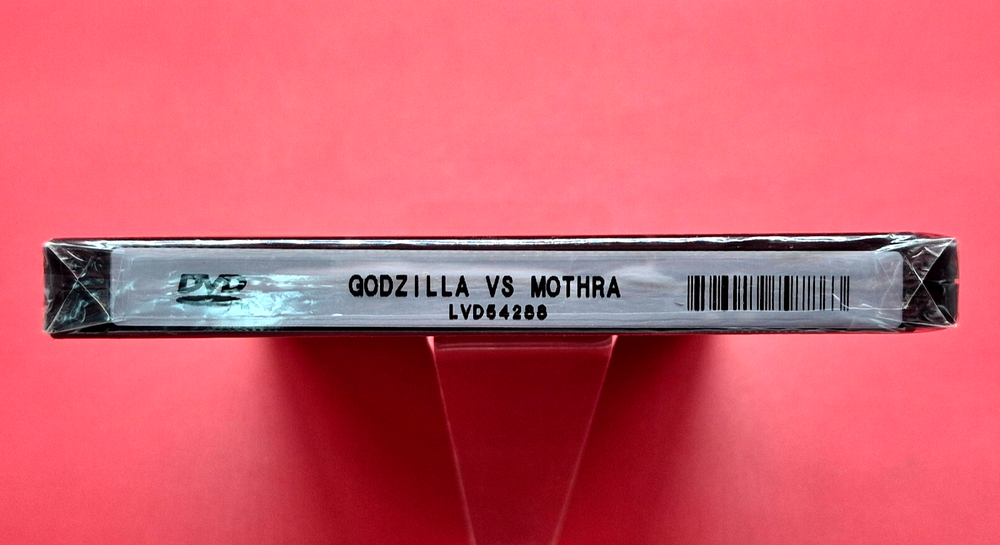 DVD
GODZILLA VS MOTHRA
LVD54288